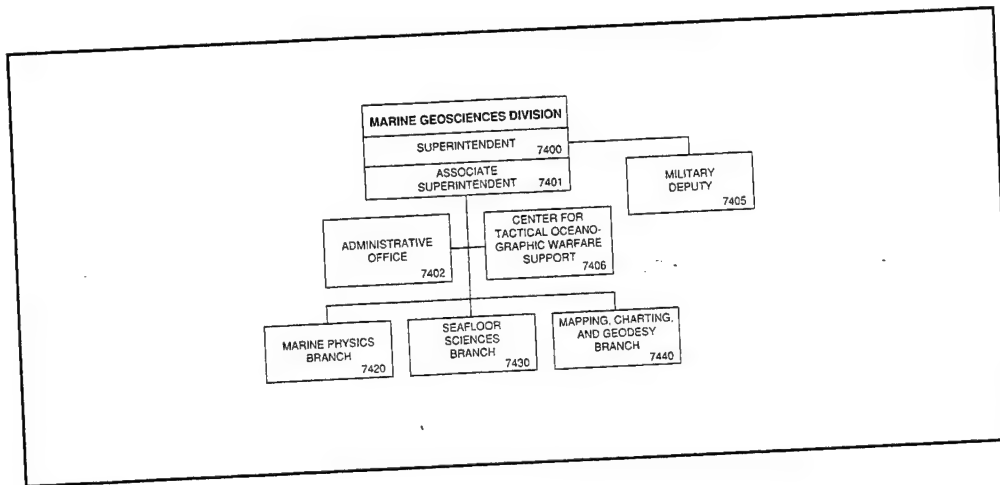 MARINE GEOSCIENCES DIVISION
SUPERINTENDENT 7400
ASSOCIATE
SUPERINTENDENT 7401
MILITARY
DEPUTY
7405
ADMINISTRATIVE
OFFICE
7402
CENTER FOR
TACTICAL OCEANO-
GRAPHIC WARFARE
SUPPORT 7406
MARINE PHYSICS
BRANCH
7420
SEAFLOOR
SCIENCES
BRANCH
7430
MAPPING, CHARTING,
AND GEODESY
BRANCH
7440